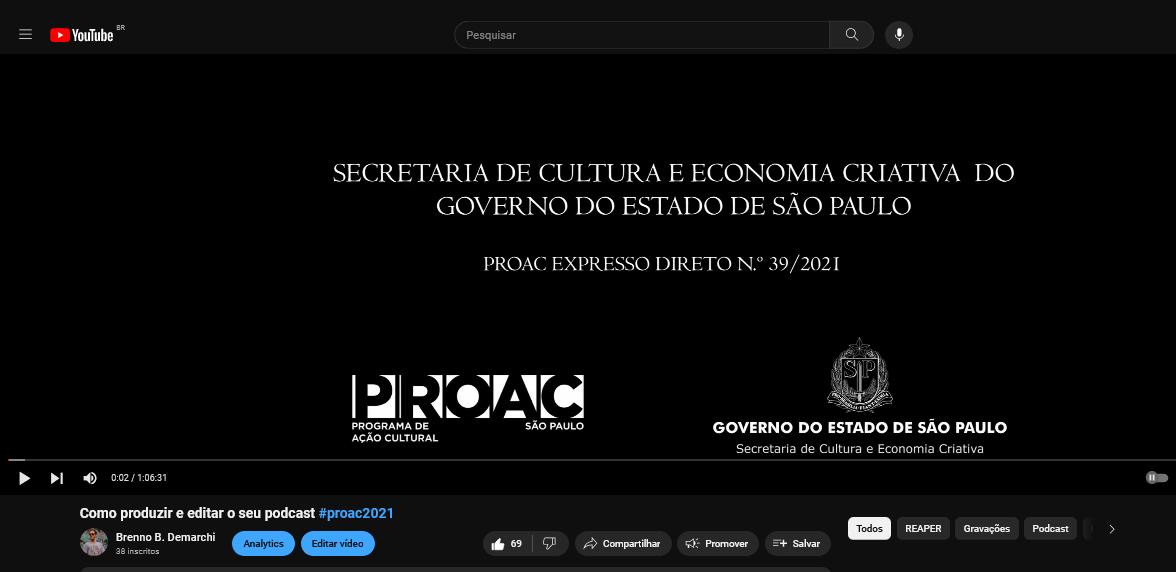 YouTube BR
Pesquisar
SECRETARIA DE CULTURA E ECONOMIA CRIATIVA DO
GOVERNO DO ESTADO DE SÃO PAULO
PROAC EXPRESSO DIRETO N.º 39/2021
SP
PROAC
PROGRAMA DE
AÇÃO CULTURAL
SÃO PAULO
GOVERNO DO ESTADO DE SÃO PAULO
Secretaria de Cultura e Economia Criativa
0:02 / 1:06:31
Como produzir e editar o seu podcast #proac2021
Brenno B. Demarchi
38 inscritos
Analytics
Editar vídeo
69
Compartilhar
Promover
Salvar
Todos
REAPER
Gravações
Podcast